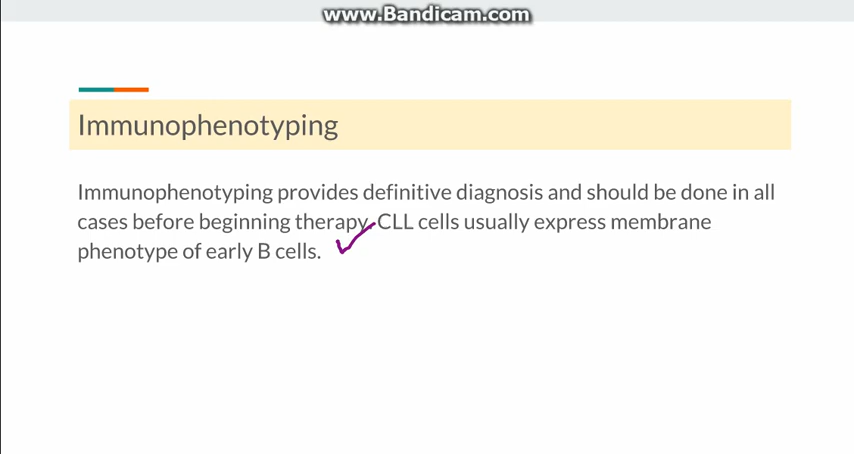 www.Bandicam.com
Immunophenotyping
Immunophenotyping provides definitive diagnosis and should be done in all
cases before beginning therapy. CLL cells usually express membrane
phenotype of early B cells.